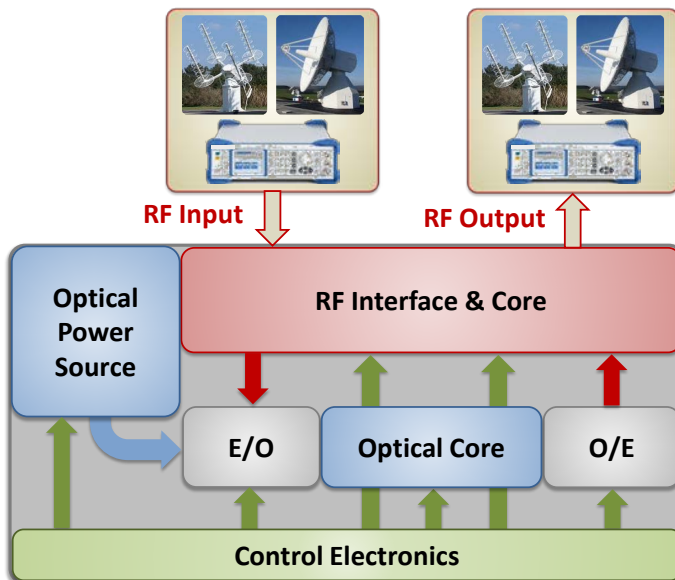 RF Input
RF Output
Optical
Power
Source
RF Interface & Core
E/O
Optical Core
O/E
Control Electronics